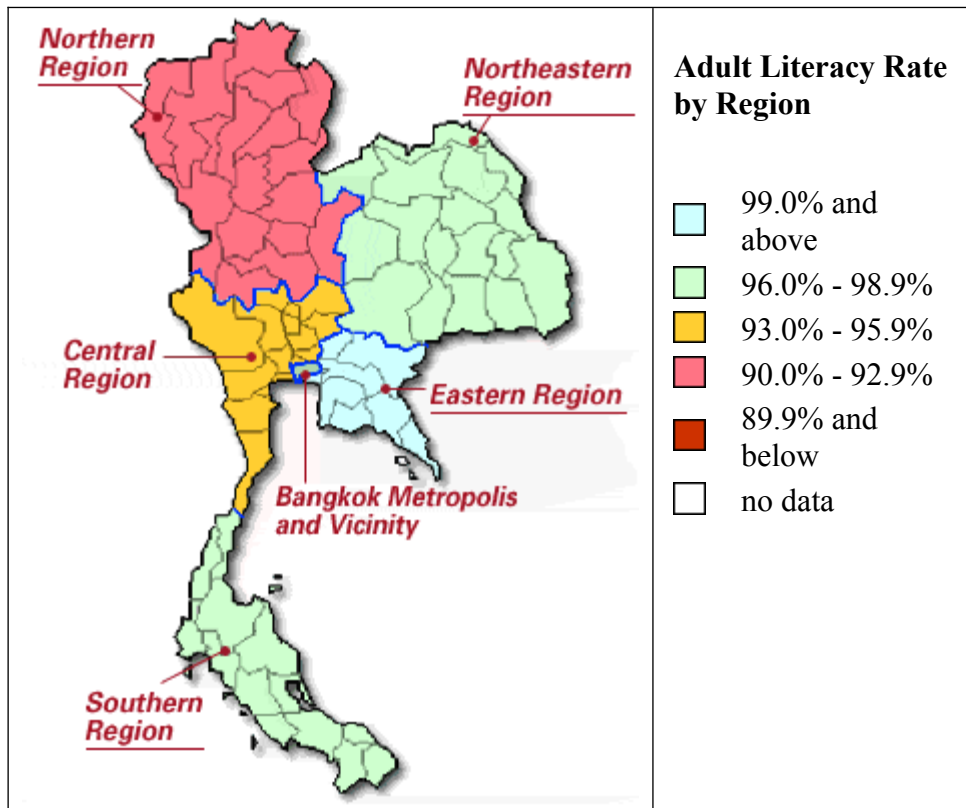 Northern
Region
Northeastern
Region
Central
Region
Eastern Region
Bangkok Metropolis
and Vicinity
Southern
Region
Adult Literacy Rate
by Region
99.0% and
above
96.0% - 98.9%
93.0% - 95.9%
90.0% - 92.9%
89.9% and
below
no data